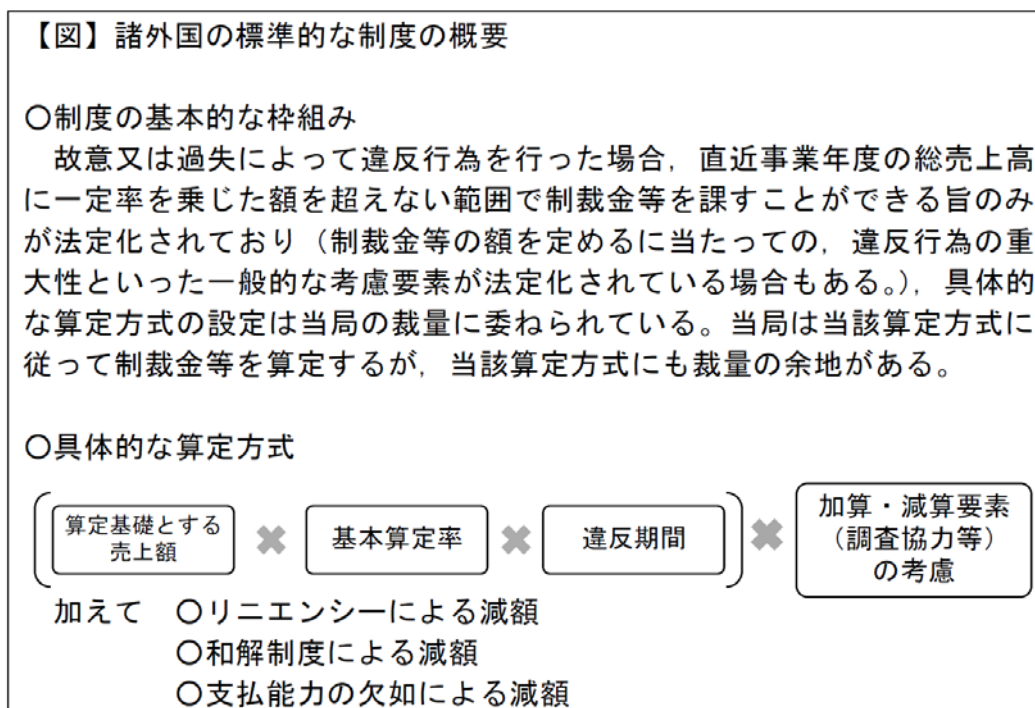 【図】諸外国の標準的な制度の概要
〇制度の基本的な枠組み
故意又は過失によって違反行為を行った場合，直近事業年度の総売上高
に一定率を乗じた額を超えない範囲で制裁金等を課すことができる旨のみ
が法定化されており（制裁金等の額を定めるに当たっての，違反行為の重
大性といった一般的な考慮要素が法定化されている場合もある。），具体的
な算定方式の設定は当局の裁量に委ねられている。当局は当該算定方式に
従って制裁金等を算定するが，当該算定方式にも裁量の余地がある。
〇具体的な算定方式
算定基礎とする
売上額
基本算定率
違反期間
加算・減算要素
（調査協力等）
の考慮
加えて　〇リニエンシーによる減額
〇和解制度による減額
〇支払能力の欠如による減額